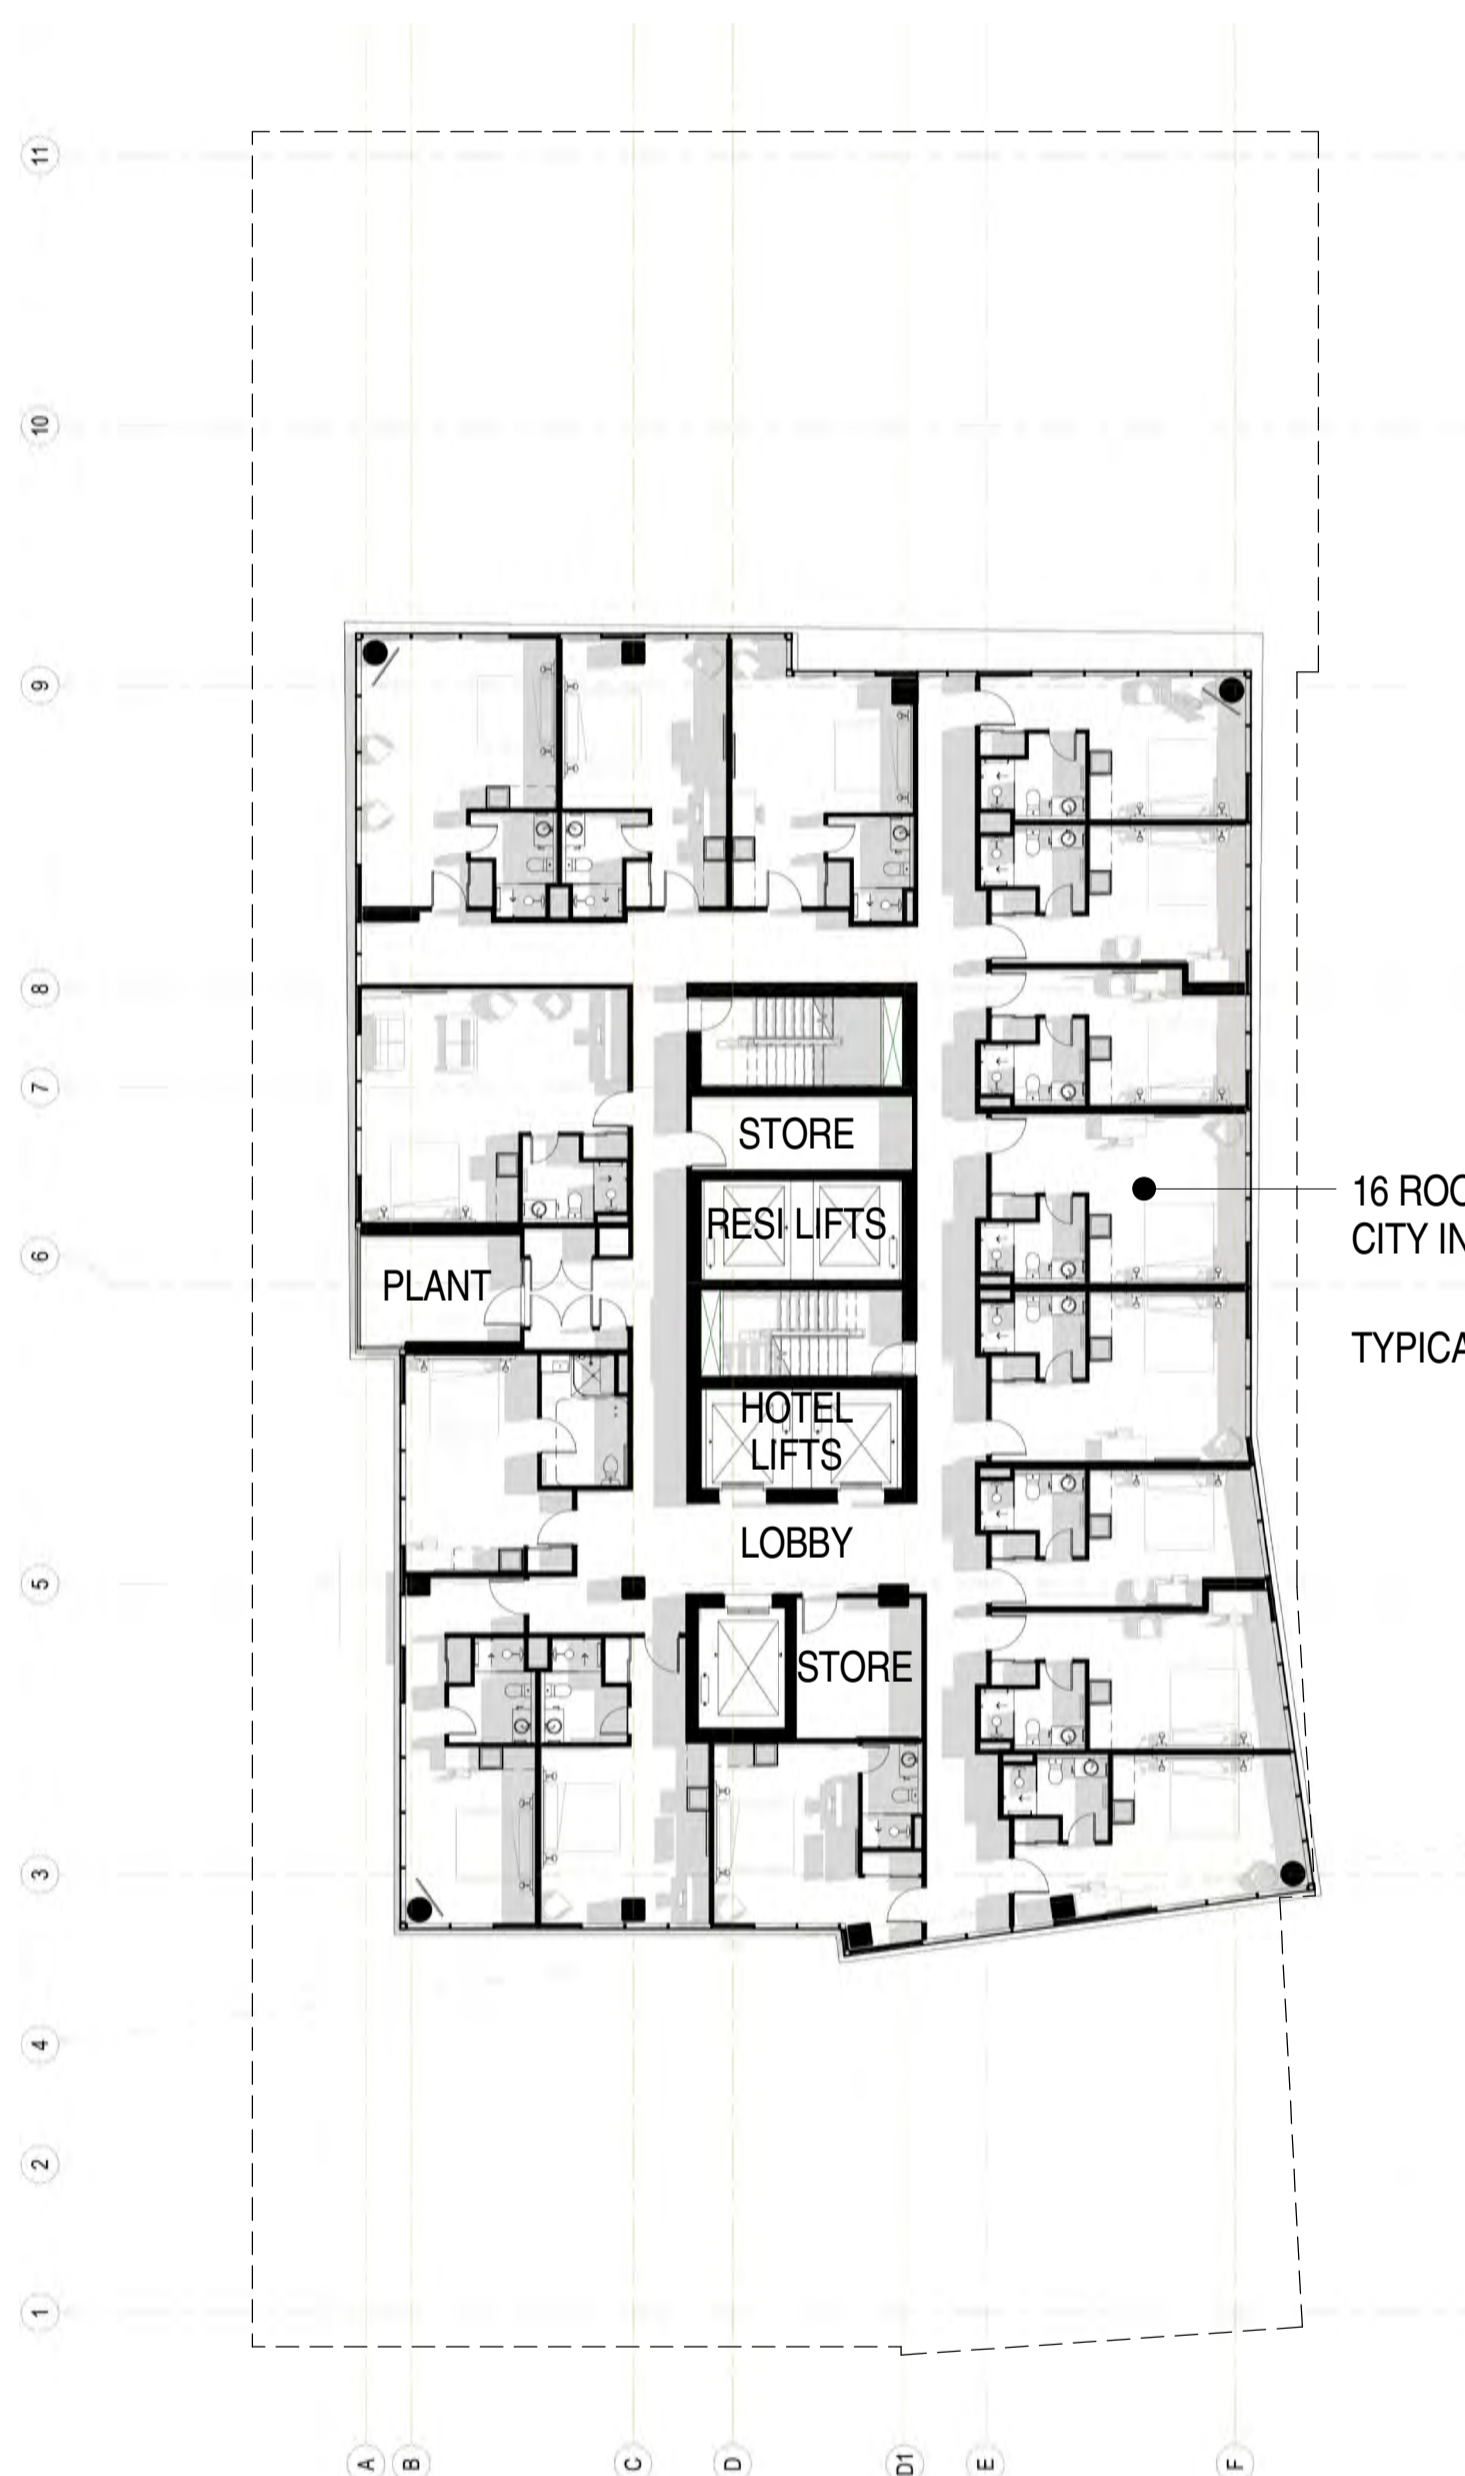 11
10
9
8
7
STORE
16 ROO
RESI LIFTS
CITY IN
6
PLANT
TYPICA
HOTEL
LIFTS
LOBBY
5
STORE
3
4
2
1
A B C D D1 E F